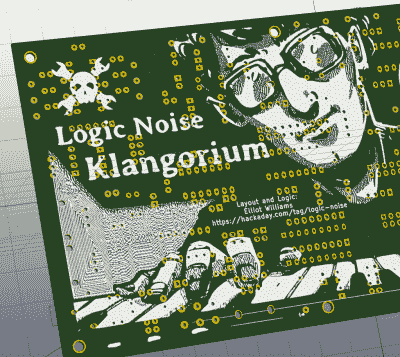 Logic Noise
Klangorium
Layout and Logic:
Elliot Williams
https://hackaday.com/tag/logic-noise